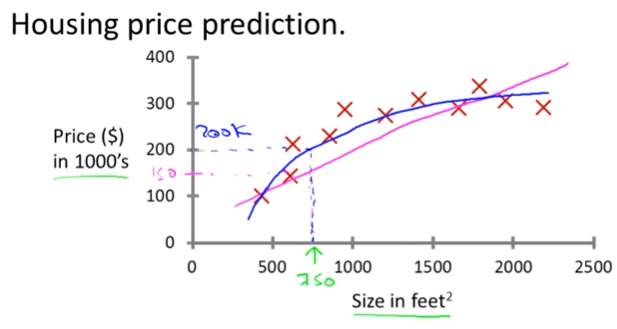 Housing price prediction.
400
300
200k
Price ($)
in 1000's
200
150
100
0
0 500 1000 1500 2000 2500
750
Size in feet²